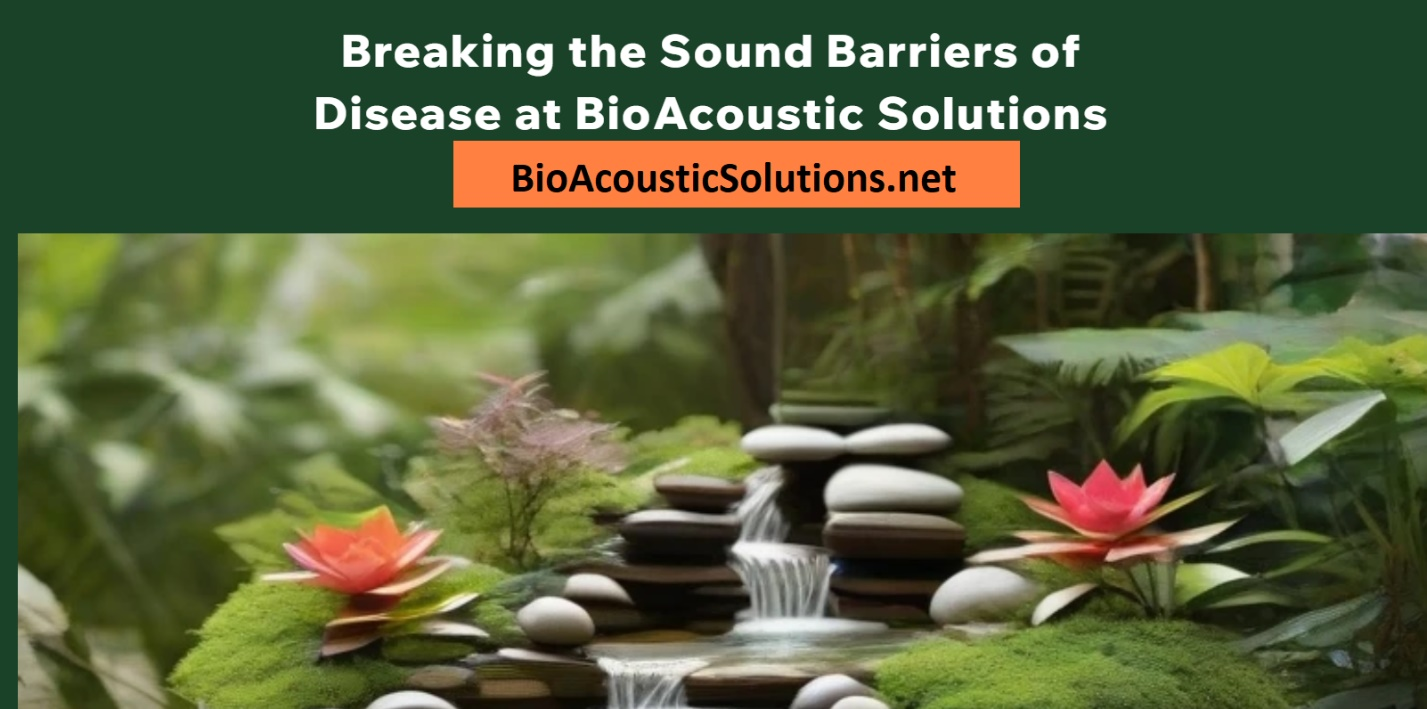 Breaking the Sound Barriers of
Disease at BioAcoustic Solutions
BioAcousticSolutions.net